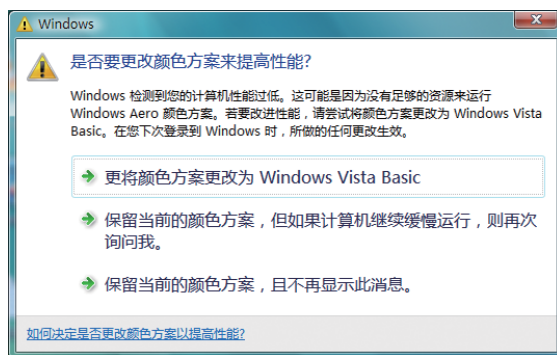 Windows
是否要更改颜色方案来提高性能?
Windows 检测到您的计算机性能过低。这可能是因为没有足够的资源来运行
Windows Aero 颜色方案。若要改进性能，请尝试将颜色方案更改为 Windows Vista
Basic。在您下次登录到 Windows 时，所做的任何更改生效。
更将颜色方案更改为 Windows Vista Basic
保留当前的颜色方案，但如果计算机继续缓慢运行，则再次
询问我。
保留当前的颜色方案，且不再显示此消息。
如何决定是否更改颜色方案以提高性能?